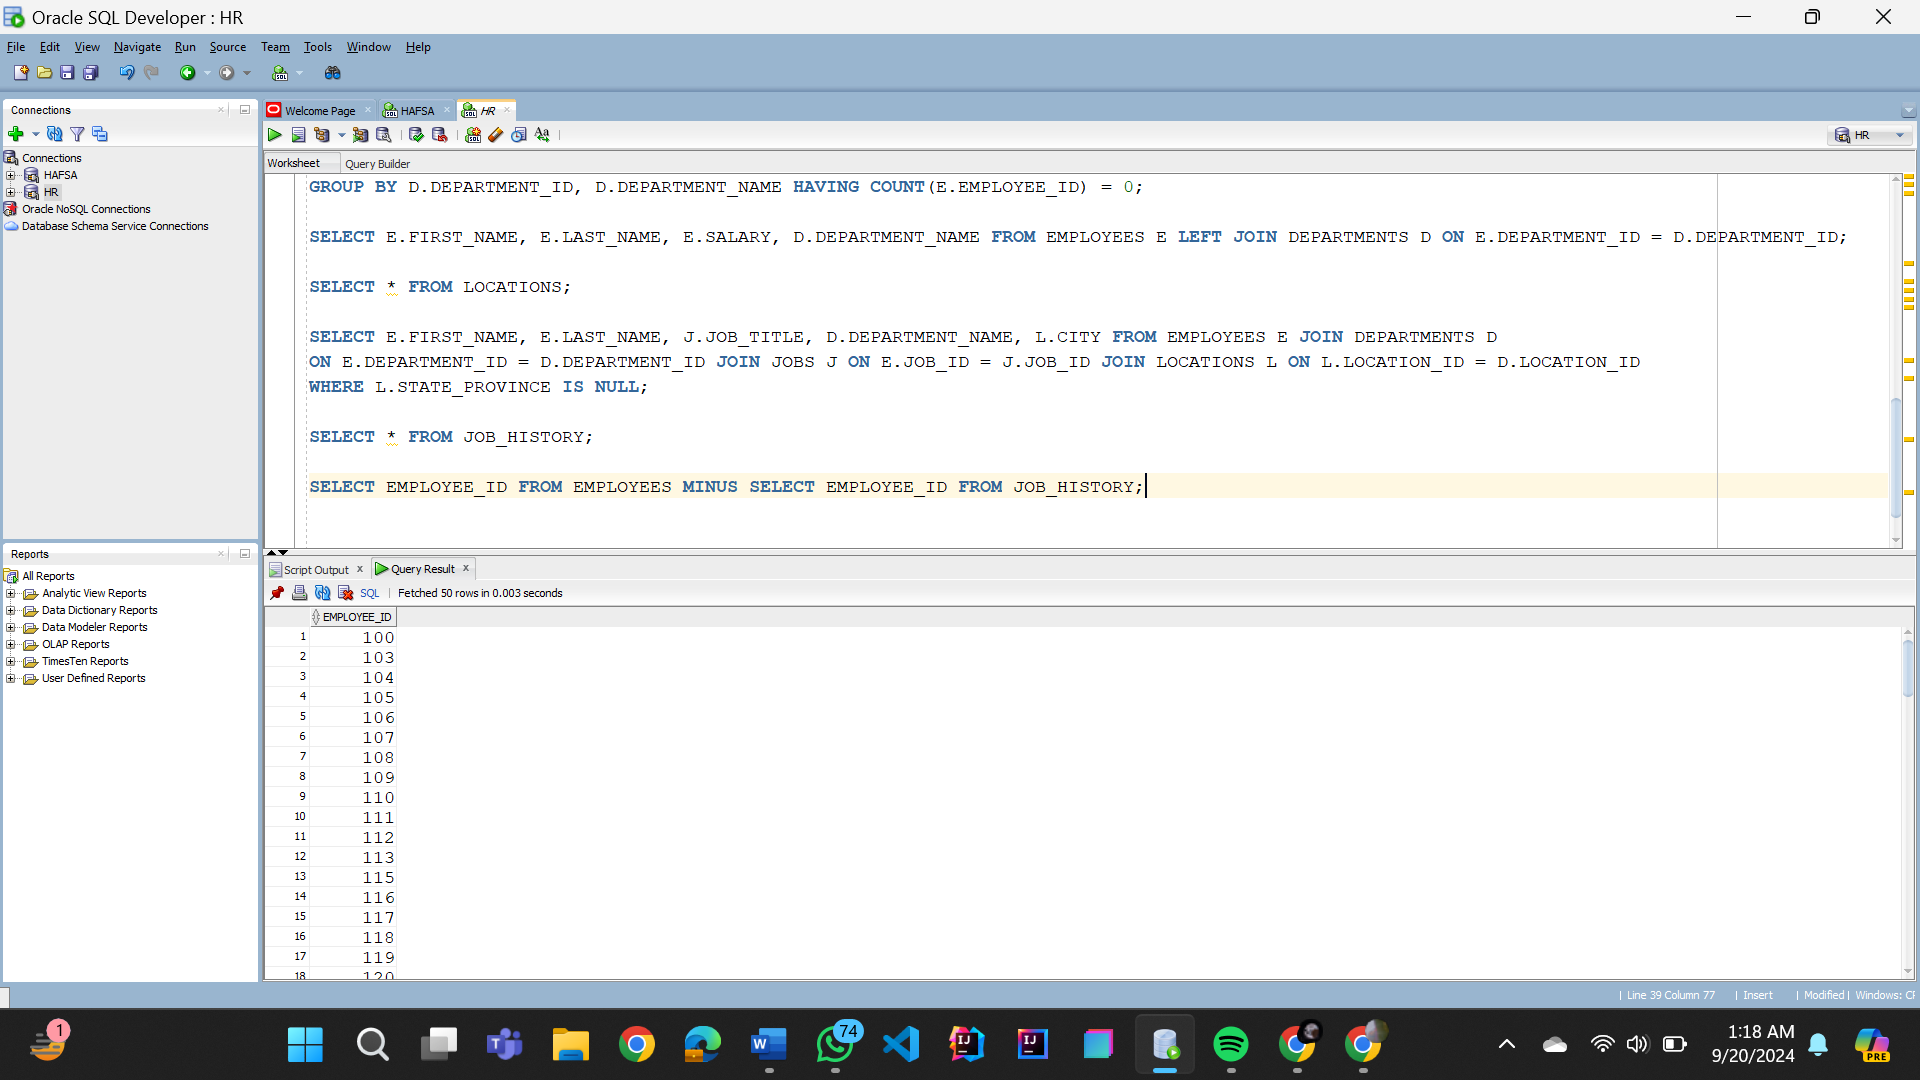 Oracle SQL Developer : HR
File Edit View Navigate Run Source Team Tools Window Help
Connections
Connections
HAFSA
HR
Oracle NoSQL Connections
Database Schema Service Connections
Reports
All Reports
Analytic View Reports
Data Dictionary Reports
Data Modeler Reports
OLAP Reports
TimesTen Reports
User Defined Reports
Welcome Page HAFSA HR
HR
Worksheet Query Builder
GROUP BY D.DEPARTMENT_ID, D.DEPARTMENT_NAME HAVING COUNT(E.EMPLOYEE_ID) = 0;
SELECT E.FIRST_NAME, E.LAST_NAME, E.SALARY, D.DEPARTMENT_NAME FROM EMPLOYEES E LEFT JOIN DEPARTMENTS D ON E.DEPARTMENT_ID = D.DEPARTMENT_ID;
SELECT * FROM LOCATIONS;
SELECT E.FIRST_NAME, E.LAST_NAME, J.JOB_TITLE, D.DEPARTMENT_NAME, L.CITY FROM EMPLOYEES E JOIN DEPARTMENTS D
ON E.DEPARTMENT_ID = D.DEPARTMENT_ID JOIN JOBS J ON E.JOB_ID = J.JOB_ID JOIN LOCATIONS L ON L.LOCATION_ID = D.LOCATION_ID
WHERE L.STATE_PROVINCE IS NULL;
SELECT * FROM JOB_HISTORY;
SELECT EMPLOYEE_ID FROM EMPLOYEES MINUS SELECT EMPLOYEE_ID FROM JOB_HISTORY;
Script Output Query Result
SQL Fetched 50 rows in 0.003 seconds
EMPLOYEE_ID
1 100
2 103
3 104
4 105
5 106
6 107
7 108
8 109
9 110
10 111
11 112
12 113
13 115
14 116
15 117
16 118
17 119
18 120
Line 39 Column 77 Insert Modified Windows: CF
1
74
1:18 AM
9/20/2024
PRE